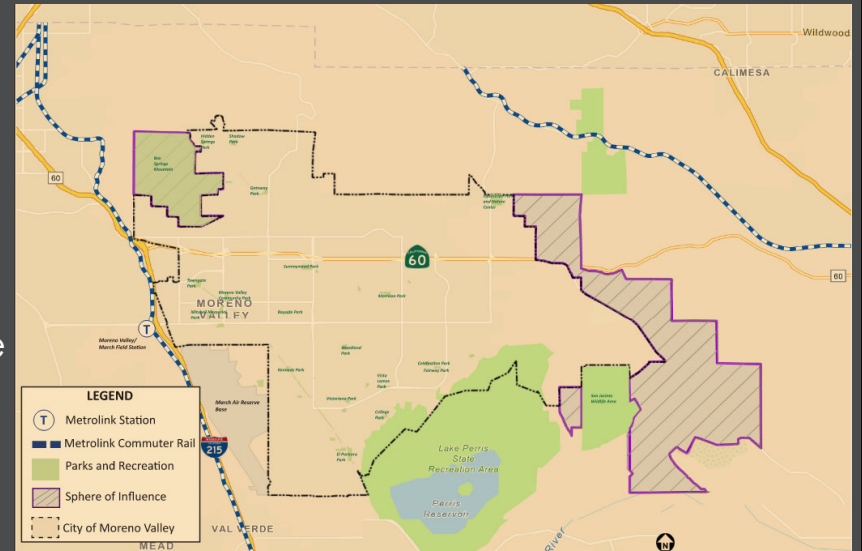 Wildwood
CALIMESA
Hidden
Springs
Park
Shadow
Park
Box
Springs
Mountain
60
Gateway
Park
and Nature
Center
CALIFORNIA
60
60
Sunnymead Park
Towngate
Park
Moreno Valley
Community Park
MORENO
VALLEY
Bayside Park
Morrison Park
T
Moreno Valley/
March Field Station
e
Woodland
Park
Celebration Park
Fairway Park
Vista
Lomas
Park
Victoriano Park
College
Park
El Potrero
Park
March Air Reserve
Base
San Jacinto
Wildlife Area
Lake Perris
State
Recreation Area
Perris
Reservoir
215
LEGEND
T Metrolink Station
Metrolink Commuter Rail
Parks and Recreation
Sphere of Influence
City of Moreno Valley
VAL VERDE
MEAD
River
N